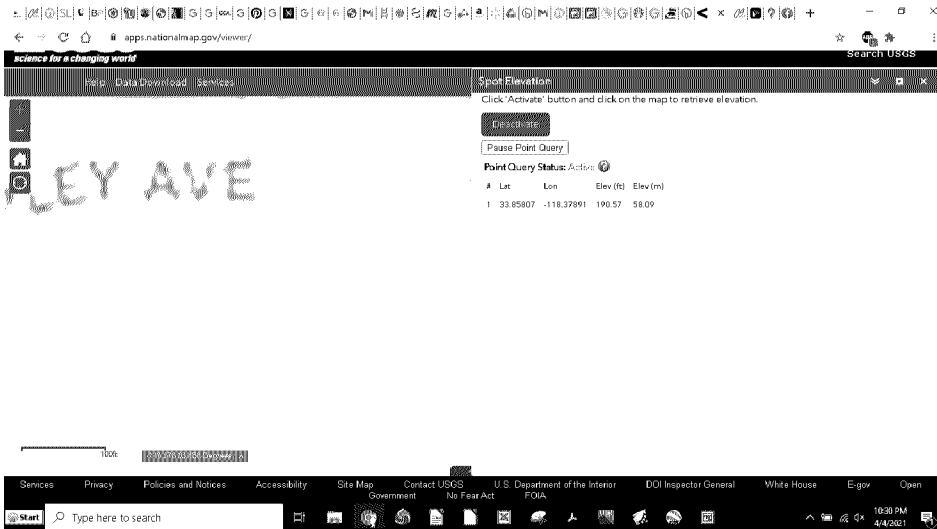 apps.nationalmap.gov/viewer/
science for a changing world
Search USGS
Help Data Download Services
Spot Elevation
Click 'Activate' button and click on the map to retrieve elevation.
Deactivate
Pause Point Query
Point Query Status: Active
# Lat Lon Elev (ft) Elev (m)
1 33.85807 -118.37891 190.57 58.09
LEY AVE
100ft
Services Privacy Policies and Notices Accessibility Site Map Contact USGS U.S. Department of the Interior DOI Inspector General White House E-gov Open
Government No Fear Act FOIA
Start Type here to search
10:30 PM
4/4/2021